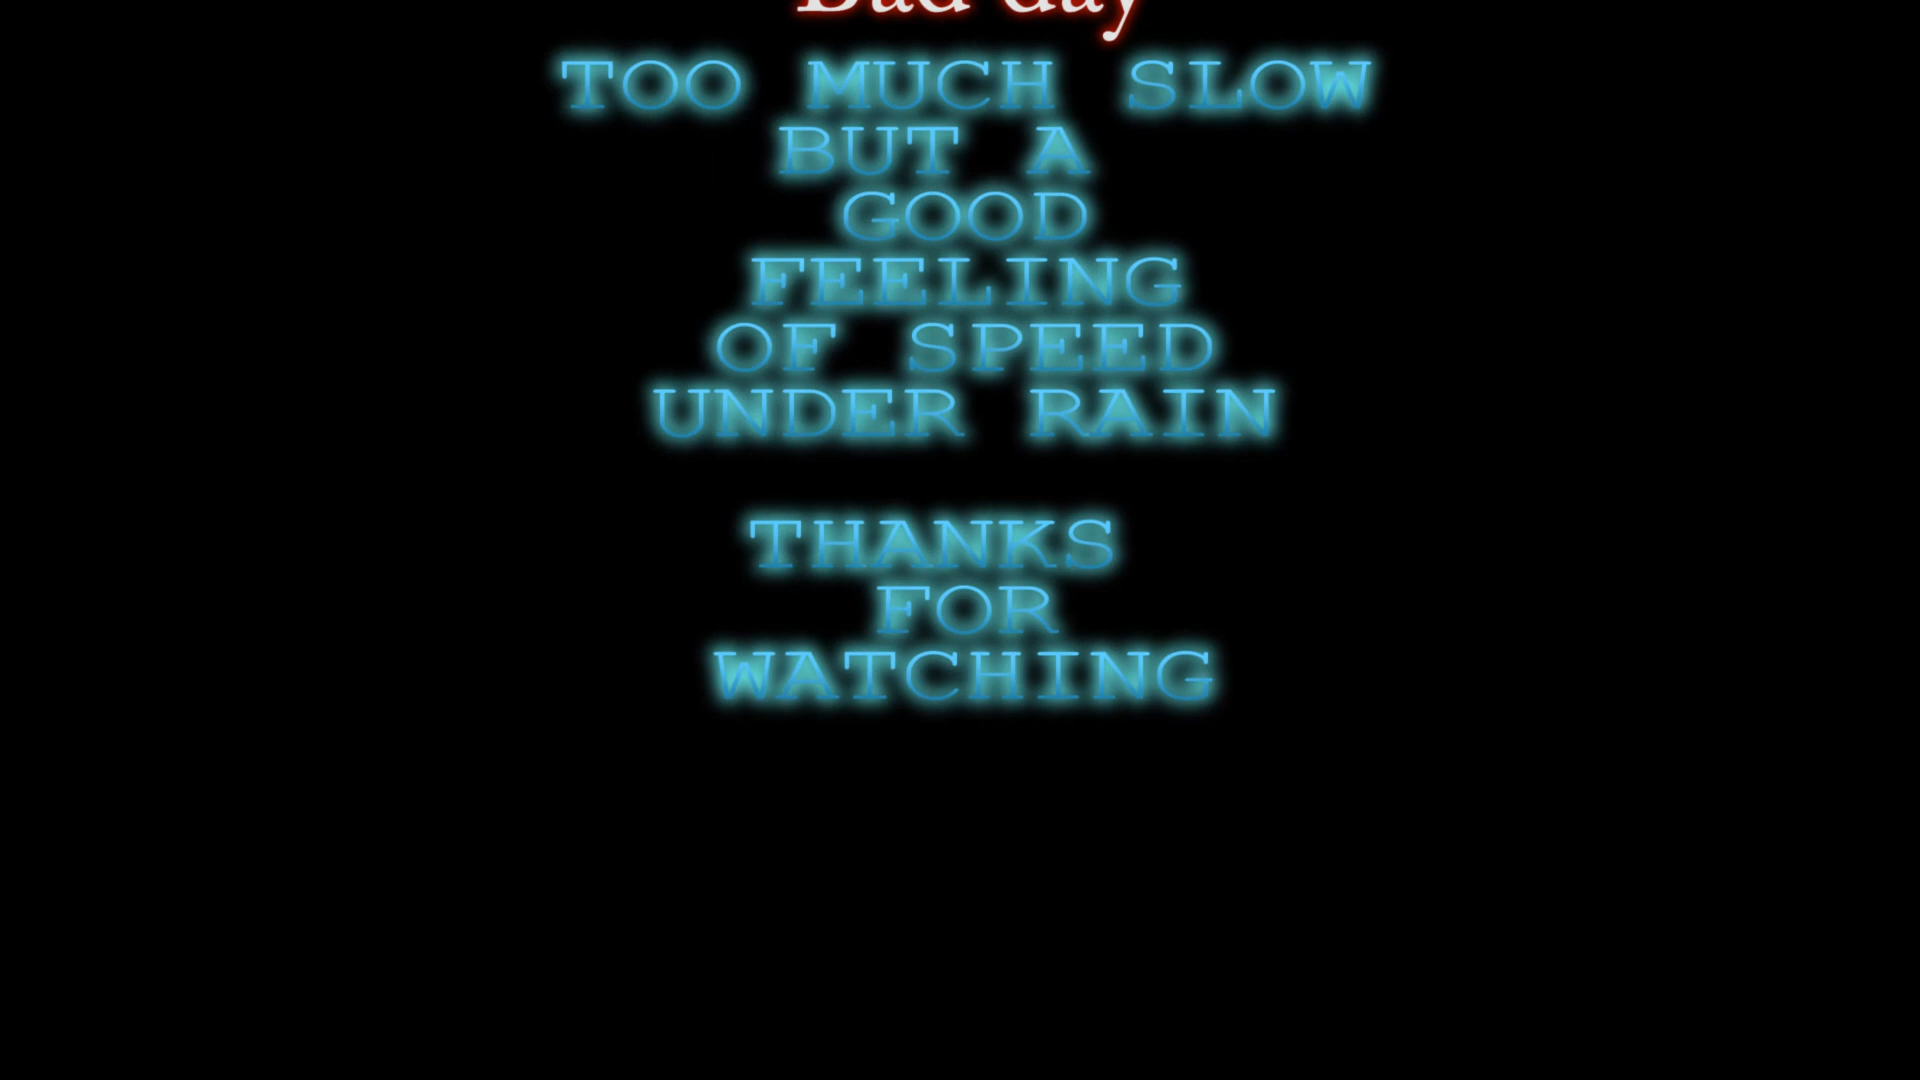 Bad day
TOO MUCH SLOW
BUT A
GOOD
FEELING
OF SPEED
UNDER RAIN
THANKS
FOR
WATCHING